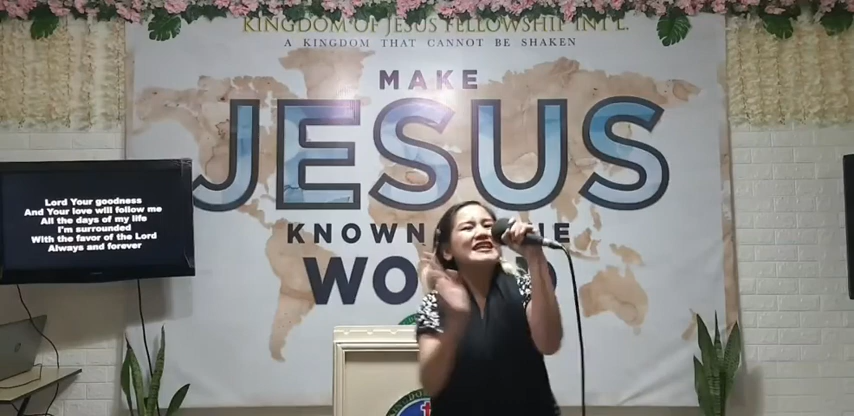 KINGDOM OF JESUS FELLOWSHIP INT'L.
A KINGDOM THAT CANNOT BE SHAKEN
MAKE
JESUS
KNOWN
WO
Lord Your goodness
And Your love will follow me
All the days of my life
I'm surrounded
With the favor of the Lord
Always and forever